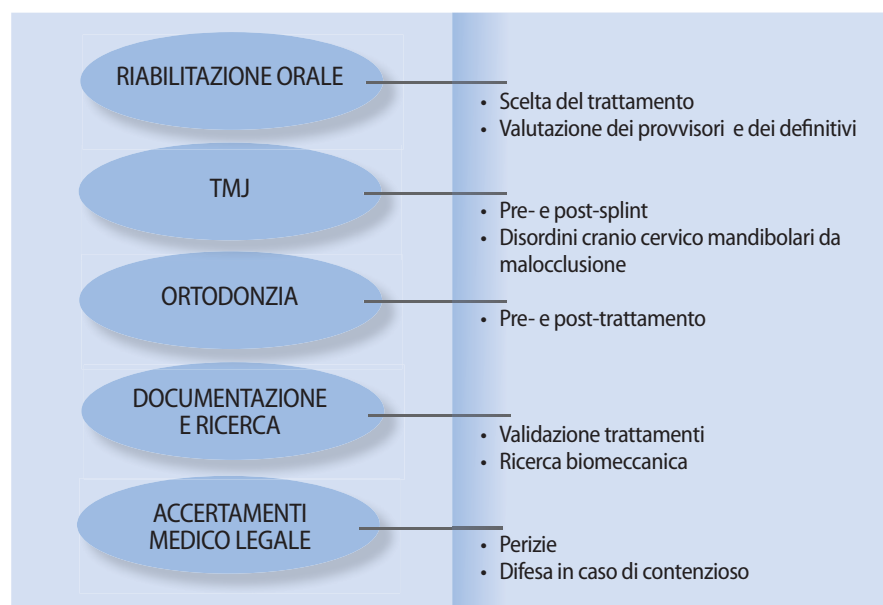 RIABILITAZIONE ORALE
• Scelta del trattamento
• Valutazione dei provvisori e dei definitivi
TMJ
• Pre- e post-splint
• Disordini cranio cervico mandibolari da
malocclusione
ORTODONZIA
• Pre- e post-trattamento
DOCUMENTAZIONE
E RICERCA
• Validazione trattamenti
• Ricerca biomeccanica
ACCERTAMENTI
MEDICO LEGALE
• Perizie
• Difesa in caso di contenzioso